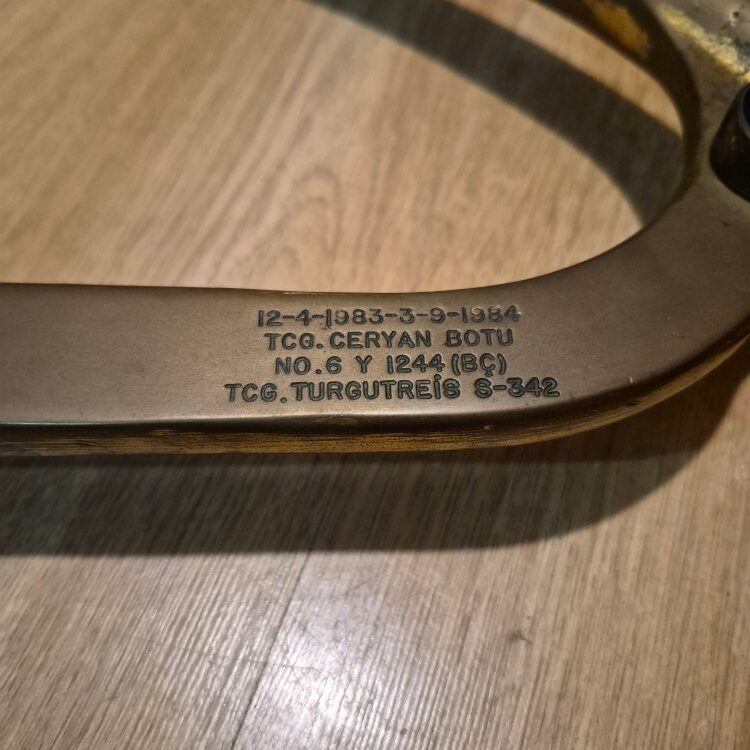 12-4-1983-3-9-1984
TCG.CERYAN BOTU
NO.6 Y 1244(BÇ)
TCG.TURGUTREİS S-342